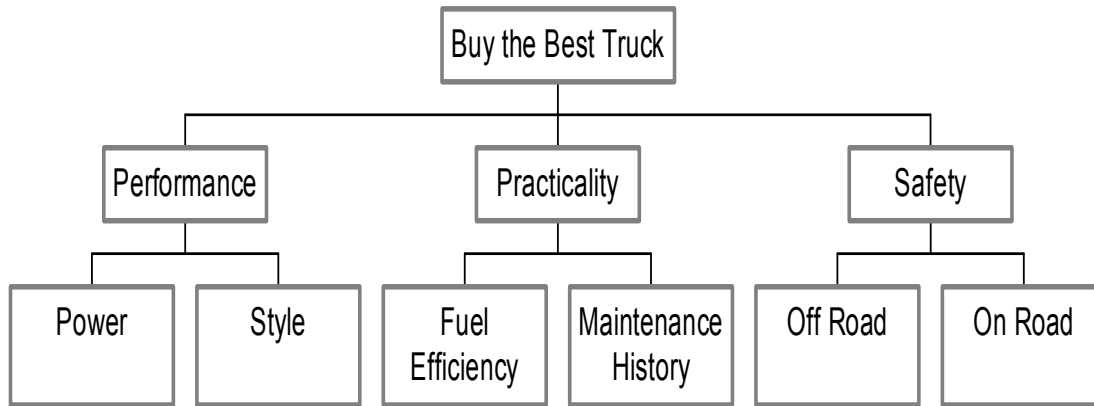 Buy the Best Truck
Performance
Practicality
Safety
Power
Style
Fuel
Efficiency
Maintenance
History
Off Road
On Road